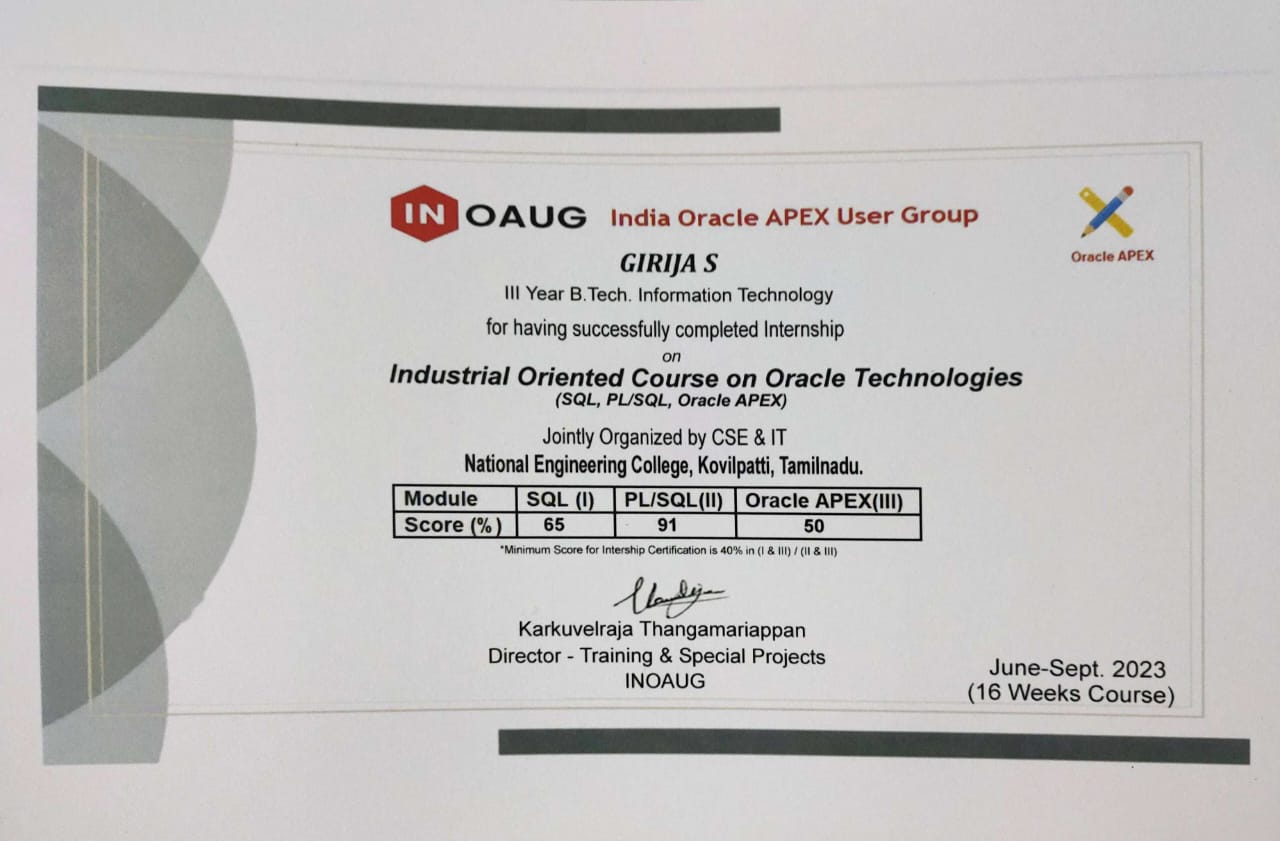 IN OAUG India Oracle APEX User Group
Oracle APEX
GIRIJA S
III Year B.Tech. Information Technology
for having successfully completed Internship
on
Industrial Oriented Course on Oracle Technologies
(SQL, PL/SQL, Oracle APEX)
Jointly Organized by CSE & IT
National Engineering College, Kovilpatti, Tamilnadu.
Module SQL (I) PL/SQL(II) Oracle APEX(III)
Score (%) 65 91 50
*Minimum Score for Intership Certification is 40% in (I & III) / (II & III)
Karkuvelraja Thangamariappan
Director - Training & Special Projects
INOAUG
June-Sept. 2023
(16 Weeks Course)